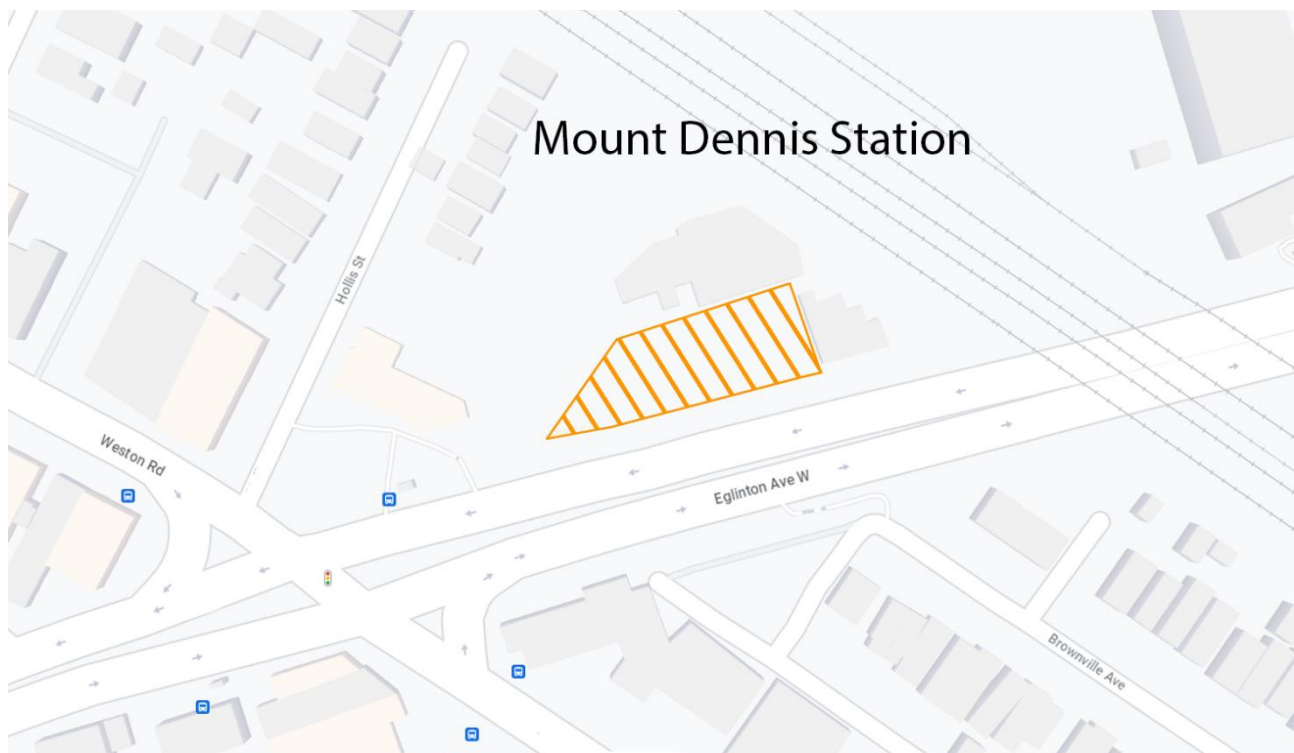 Mount Dennis Station
Hollis St
Weston Rd
Eglinton Ave W
Brownville Ave